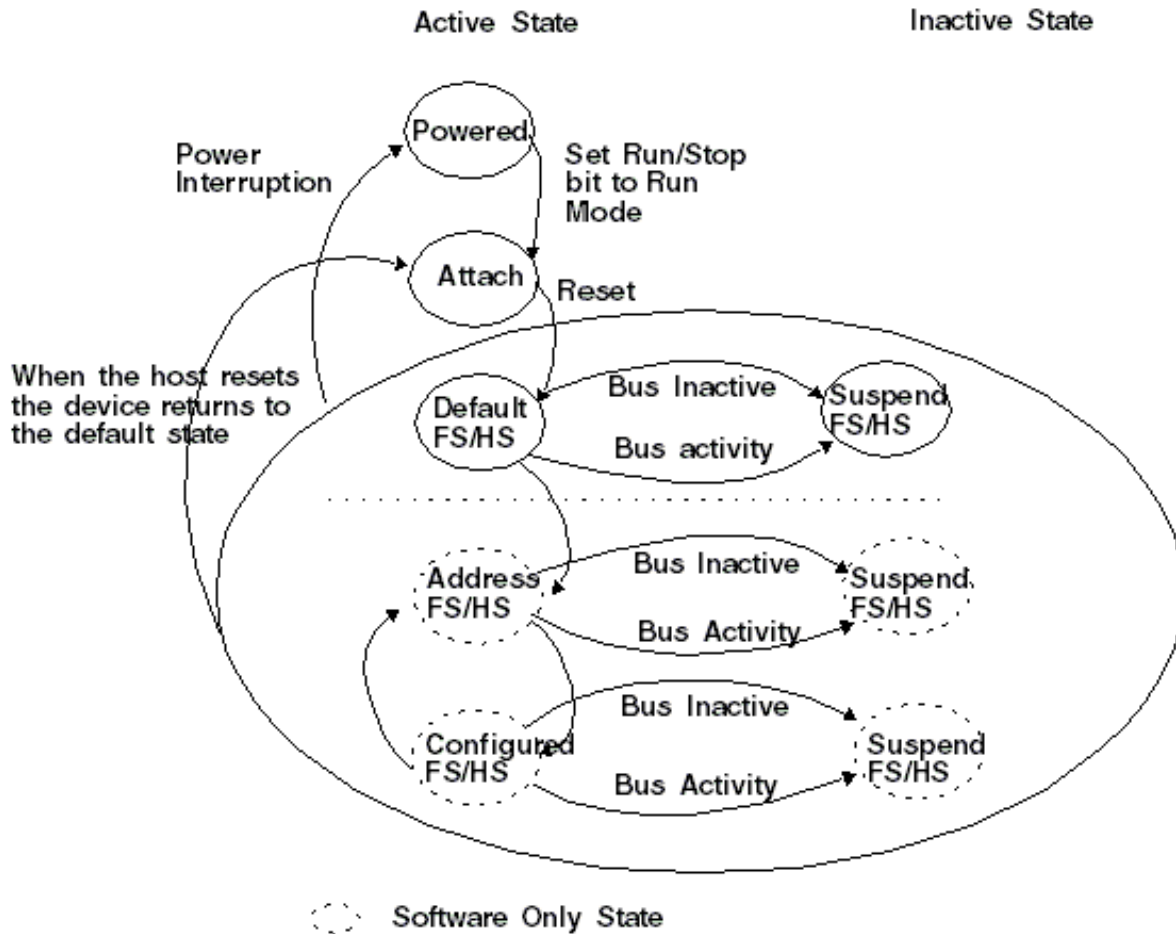 Active State
Inactive State
Powered
Power
Interruption
Set Run/Stop
bit to Run
Mode
Attach
Reset
When the host resets
the device returns to
the default state
Default
FS/HS
Bus Inactive
Suspend
FS/HS
Bus activity
Address
FS/HS
Bus Inactive
Suspend
FS/HS
Bus Activity
Configured
FS/HS
Bus Inactive
Suspend
FS/HS
Bus Activity
Software Only State